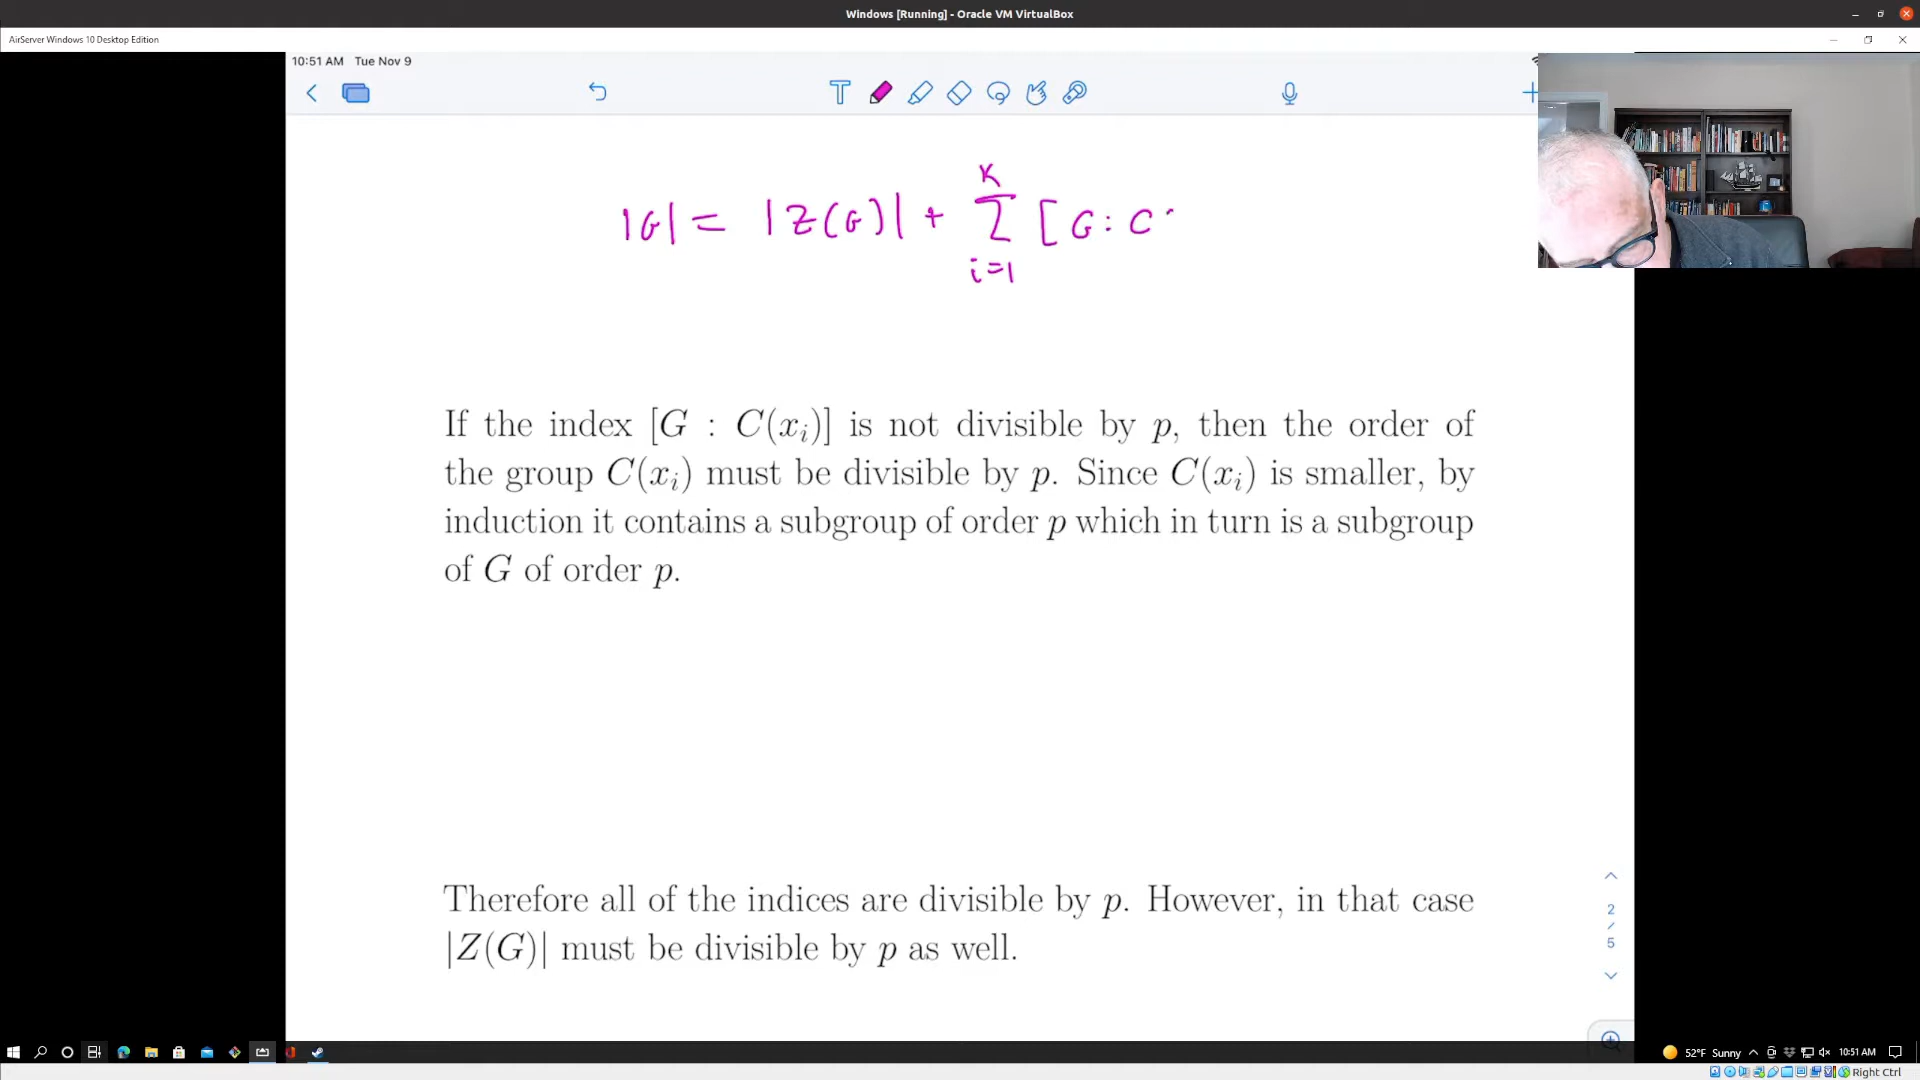 Windows [Running] - Oracle VM VirtualBox
AirServer Windows 10 Desktop Edition
10:51 AM Tue Nov 9
|G| = |Z(G)| + \sum_{i=1}^{K} [G: C
If the index [G : C(x_i)] is not divisible by p, then the order of
the group C(x_i) must be divisible by p. Since C(x_i) is smaller, by
induction it contains a subgroup of order p which in turn is a subgroup
of G of order p.
Therefore all of the indices are divisible by p. However, in that case
|Z(G)| must be divisible by p as well.
2
/
5
52°F Sunny 10:51 AM
Right Ctrl